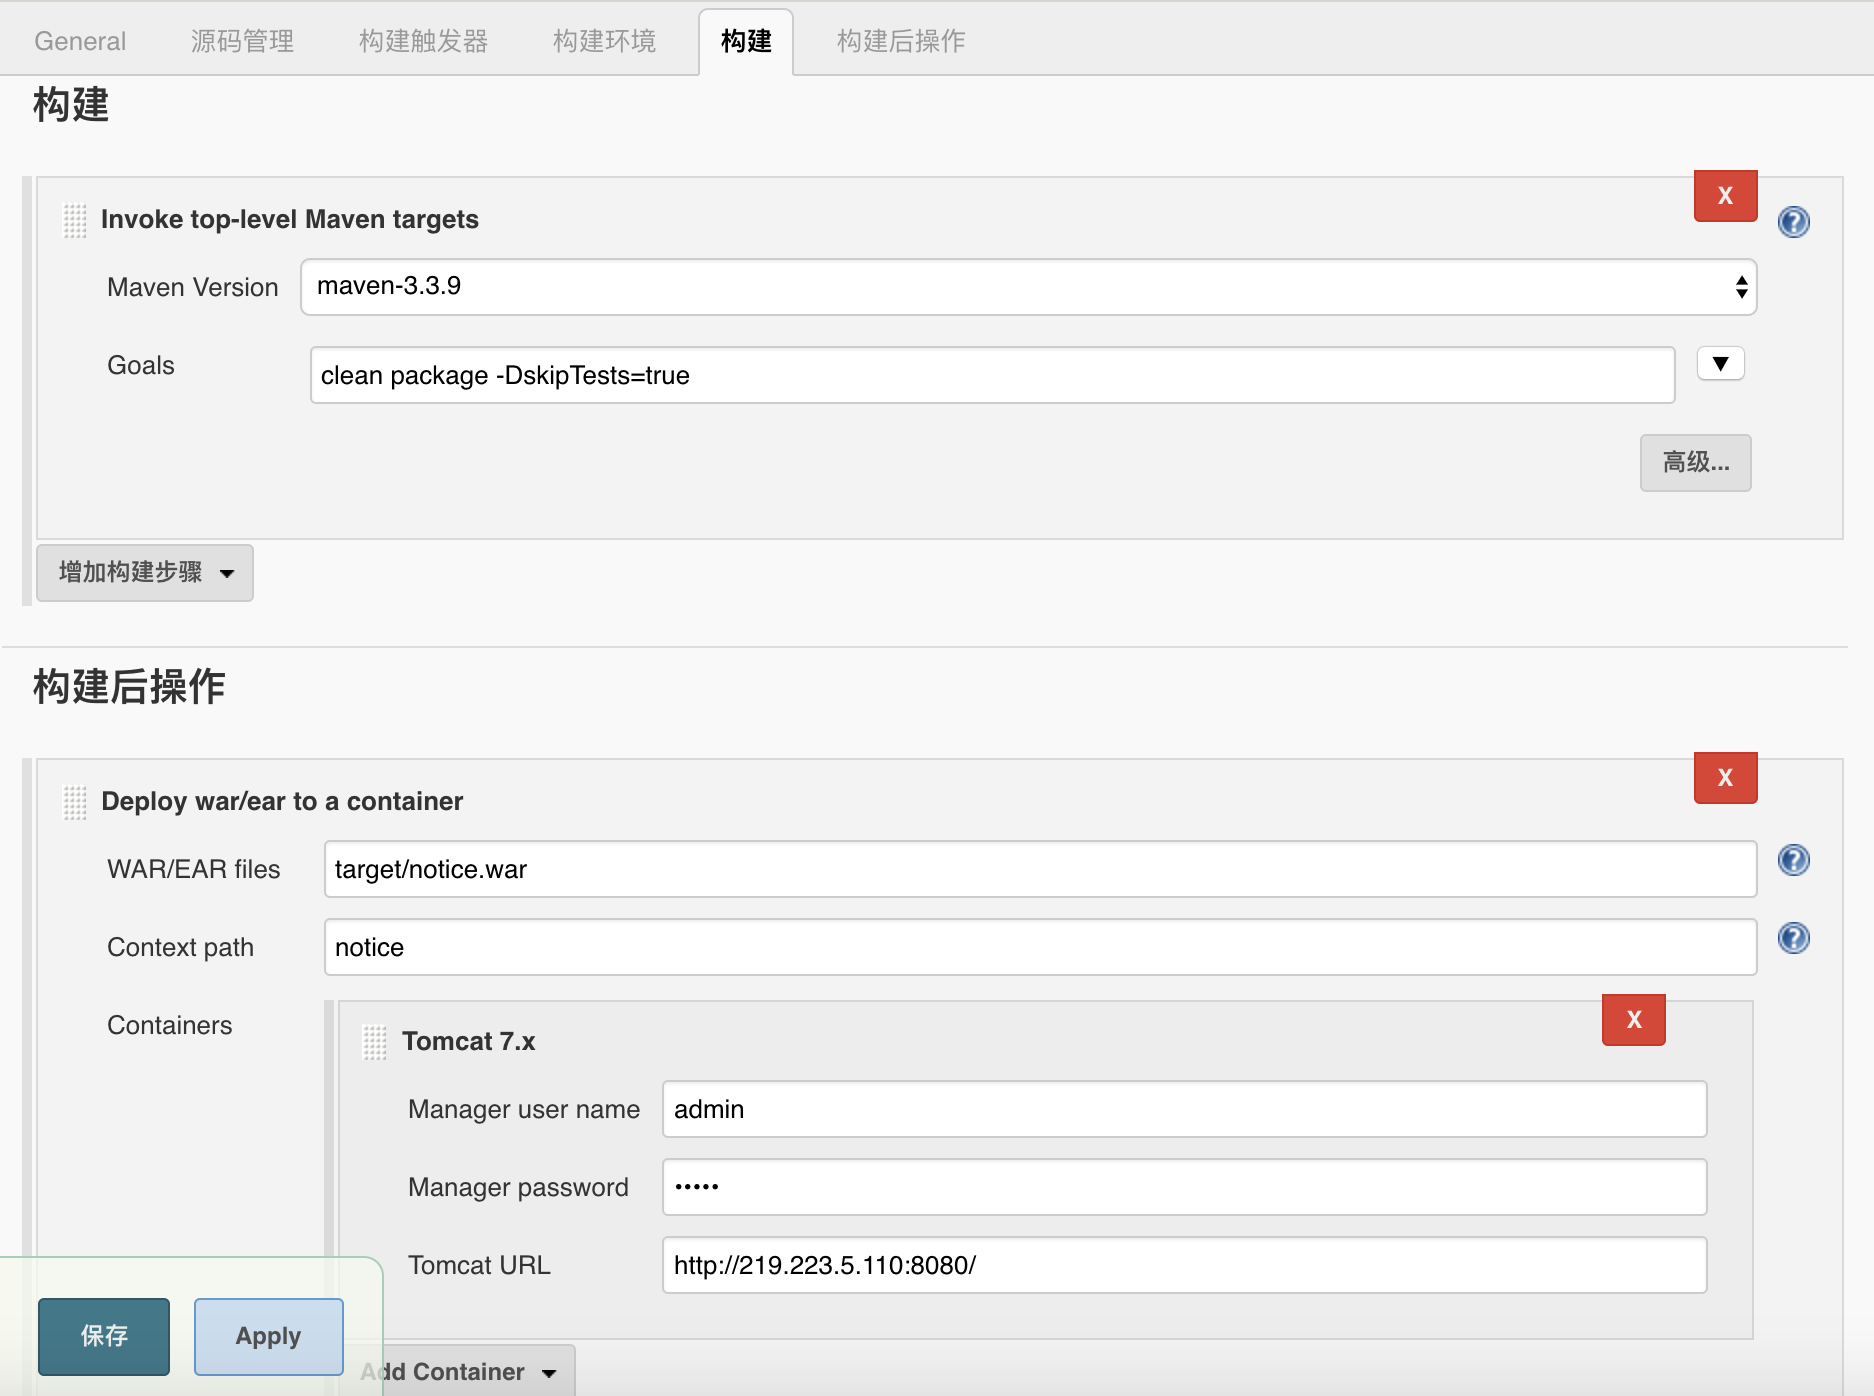 General 源码管理 构建触发器 构建环境 构建 构建后操作
构建
X
Invoke top-level Maven targets
Maven Version maven-3.3.9
Goals clean package -DskipTests=true
高级...
增加构建步骤
构建后操作
X
Deploy war/ear to a container
WAR/EAR files target/notice.war
Context path notice
Containers
X
Tomcat 7.x
Manager user name admin
Manager password •••••
Tomcat URL http://219.223.5.110:8080/
保存 Apply
Add Container